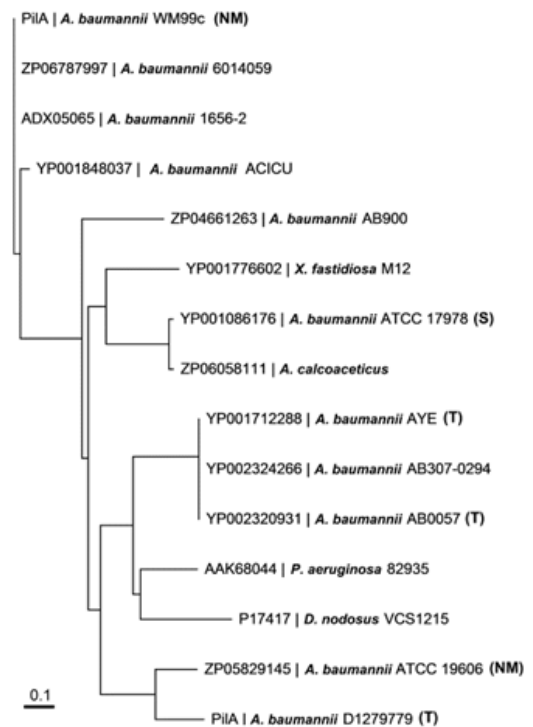 PilA | A. baumannii WM99c (NM)
ZP06787997 | A. baumannii 6014059
ADX05065 | A. baumannii 1656-2
YP001848037 | A. baumannii ACICU
ZP04661263 | A. baumannii AB900
YP001776602 | X. fastidiosa M12
YP001086176 | A. baumannii ATCC 17978 (S)
ZP06058111 | A. calcoaceticus
YP001712288 | A. baumannii AYE (T)
YP002324266 | A. baumannii AB307-0294
YP002320931 | A. baumannii AB0057 (T)
AAK68044 | P. aeruginosa 82935
P17417 | D. nodosus VCS1215
ZP05829145 | A. baumannii ATCC 19606 (NM)
0.1
PilA | A. baumannii D1279779 (T)